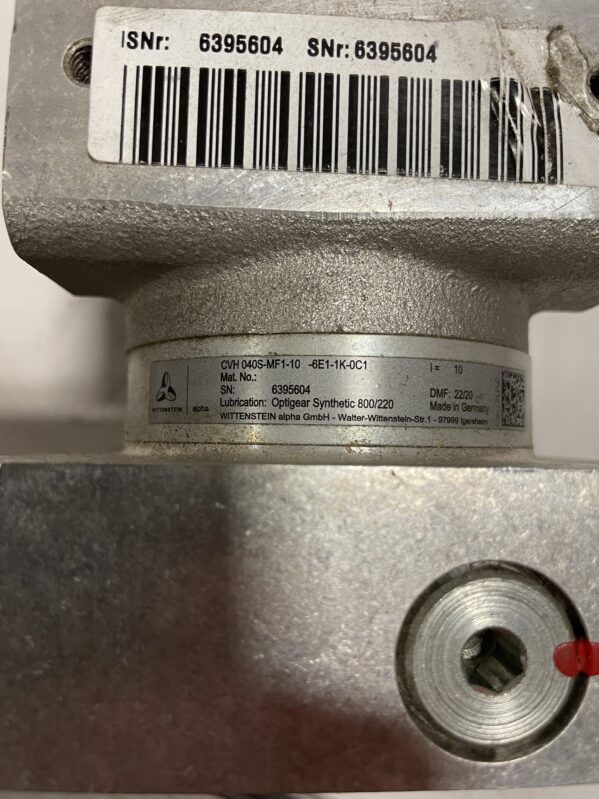 ISNr: 6395604 SNr: 6395604
CVH 040S-MF1-10 -6E1-1K-0C1 i = 10
Mat. No.:
SN: 6395604
Lubrication: Optigear Synthetic 800/220
DMF: 22/20
Made in Germany
WITTENSTEIN alpha
WITTENSTEIN alpha GmbH - Walter-Wittenstein-Str.1 - 97999 Igersheim